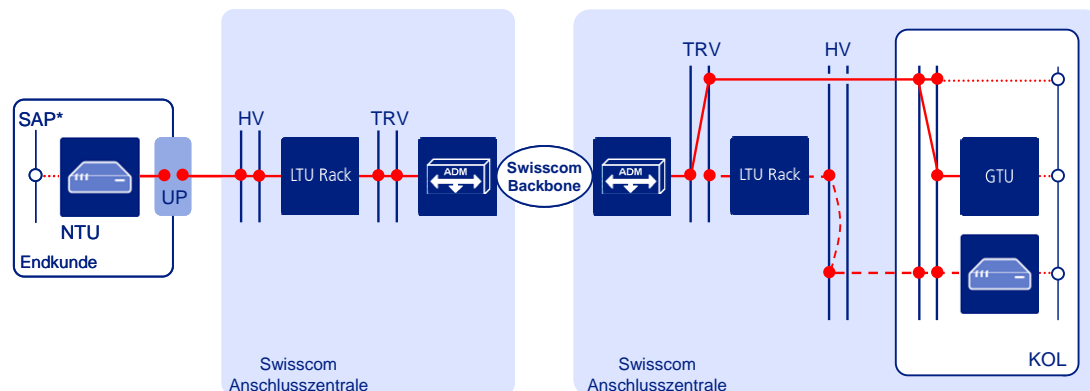 SAP*
NTU
UP
Endkunde
HV
LTU Rack
TRV
ADM
Swisscom
Anschlusszentrale
Swisscom
Backbone
ADM
TRV
LTU Rack
HV
GTU
KOL
Swisscom
Anschlusszentrale